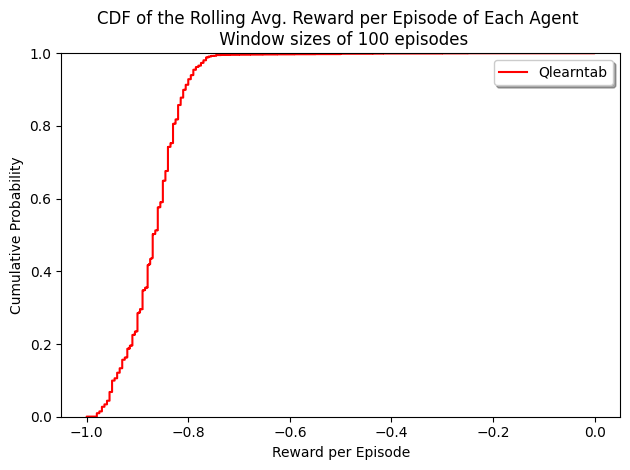 CDF of the Rolling Avg. Reward per Episode of Each Agent
Window sizes of 100 episodes
Qlearntab
Cumulative Probability
1.0
0.8
0.6
0.4
0.2
0.0
−1.0 −0.8 −0.6 −0.4 −0.2 0.0
Reward per Episode